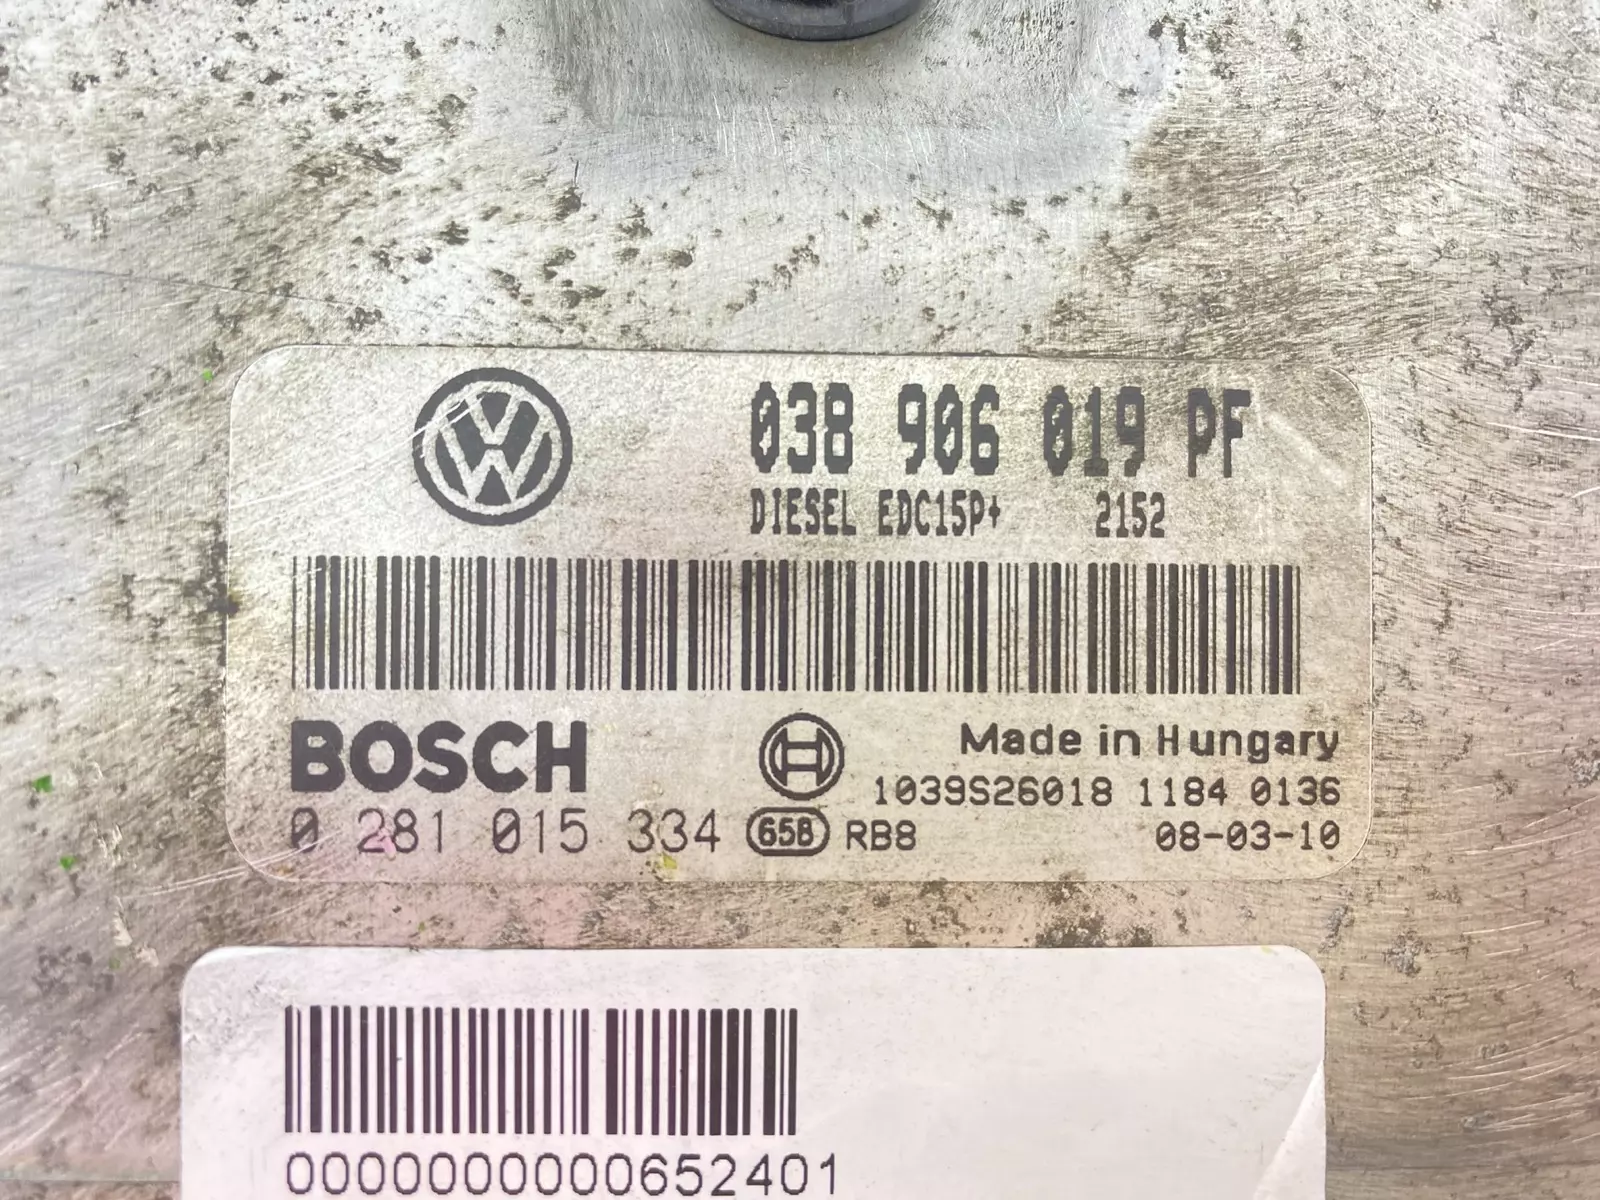 038 906 019 PF
DIESEL EDC15P+ 2152
BOSCH
Made in Hungary
1039S26018 1184 0136
0 281 015 334 65B RB8 08-03-10
0000000000652401